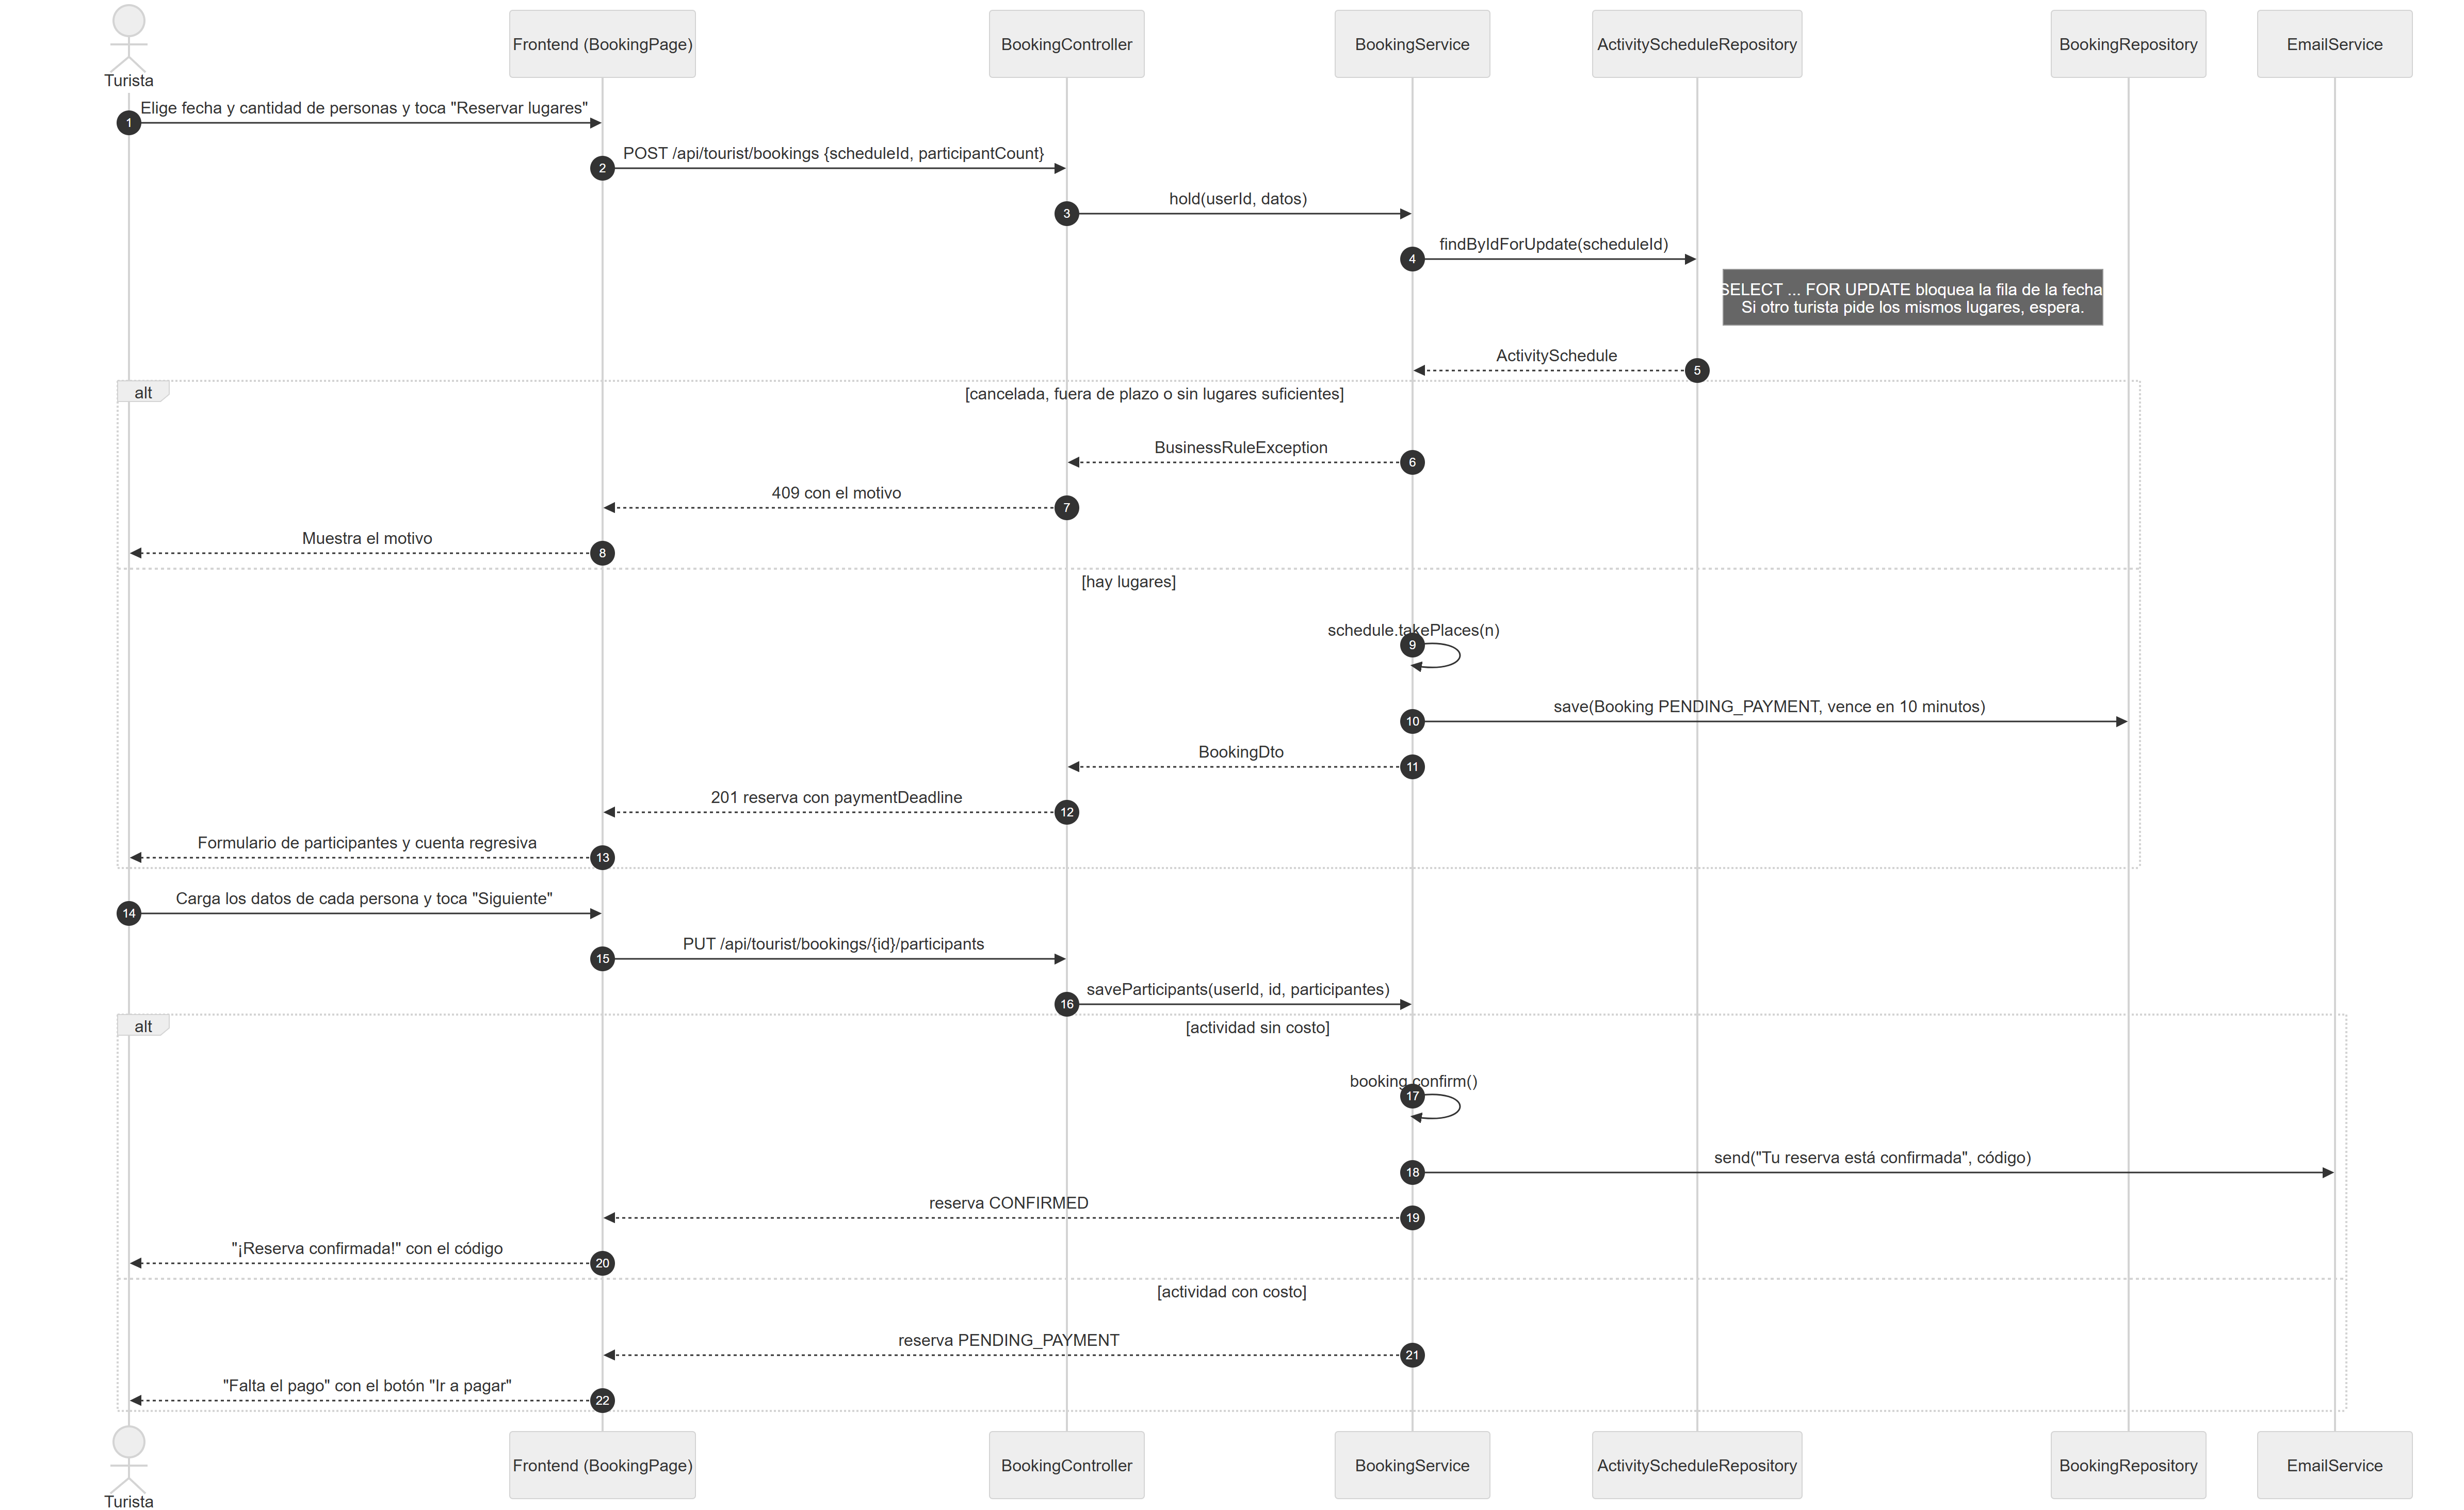 Turista
Frontend (BookingPage)
BookingController
BookingService
ActivityScheduleRepository
BookingRepository
EmailService
1
Elige fecha y cantidad de personas y toca "Reservar lugares"
2
POST /api/tourist/bookings {scheduleId, participantCount}
3
hold(userId, datos)
4
findByIdForUpdate(scheduleId)
SELECT ... FOR UPDATE bloquea la fila de la fecha
Si otro turista pide los mismos lugares, espera.
ActivitySchedule
5
alt
[cancelada, fuera de plazo o sin lugares suficientes]
BusinessRuleException
6
409 con el motivo
7
Muestra el motivo
8
[hay lugares]
schedule.takePlaces(n)
9
save(Booking PENDING_PAYMENT, vence en 10 minutos)
10
BookingDto
11
201 reserva con paymentDeadline
12
Formulario de participantes y cuenta regresiva
13
Carga los datos de cada persona y toca "Siguiente"
14
PUT /api/tourist/bookings/{id}/participants
15
saveParticipants(userId, id, participantes)
16
alt
[actividad sin costo]
booking.confirm()
17
send("Tu reserva está confirmada", código)
18
reserva CONFIRMED
19
"¡Reserva confirmada!" con el código
20
[actividad con costo]
reserva PENDING_PAYMENT
21
"Falta el pago" con el botón "Ir a pagar"
22
Turista
Frontend (BookingPage)
BookingController
BookingService
ActivityScheduleRepository
BookingRepository
EmailService